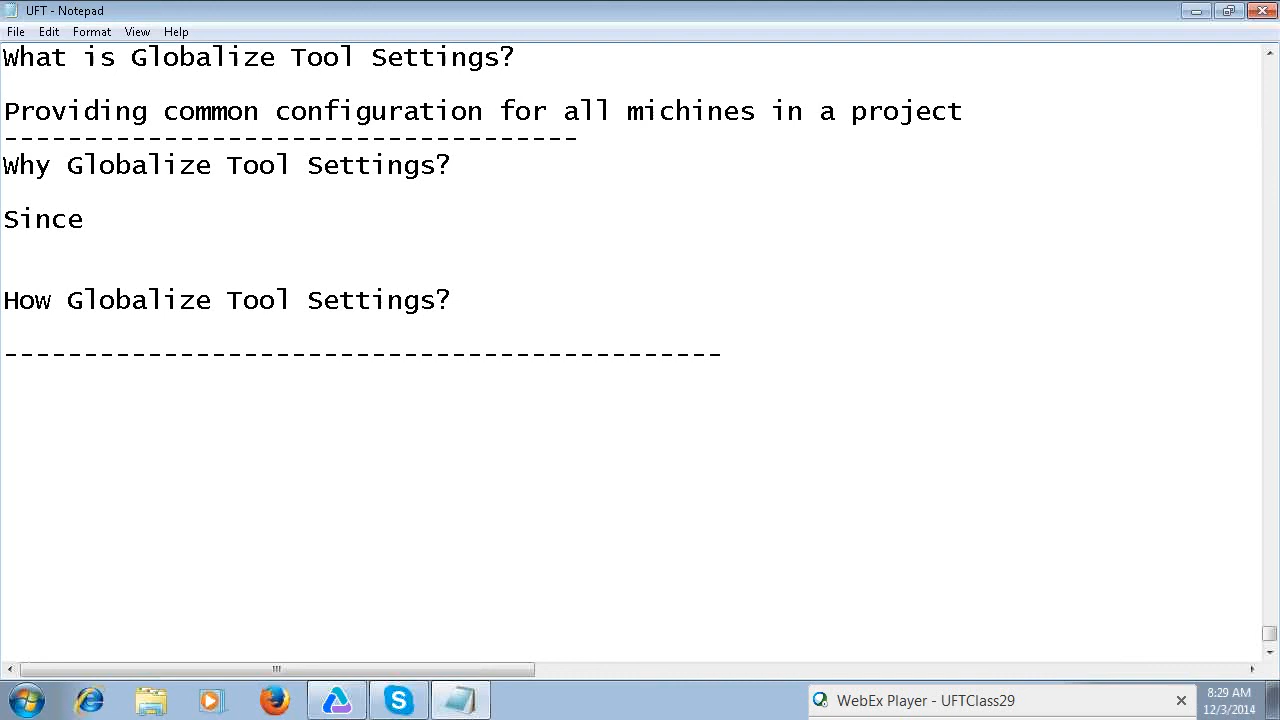 UFT - Notepad
File Edit Format View Help
What is Globalize Tool Settings?
Providing common configuration for all michines in a project
------------------------------------
Why Globalize Tool Settings?
Since
How Globalize Tool Settings?
---------------------------------------------
WebEx Player - UFTClass29
8:29 AM
12/3/2014